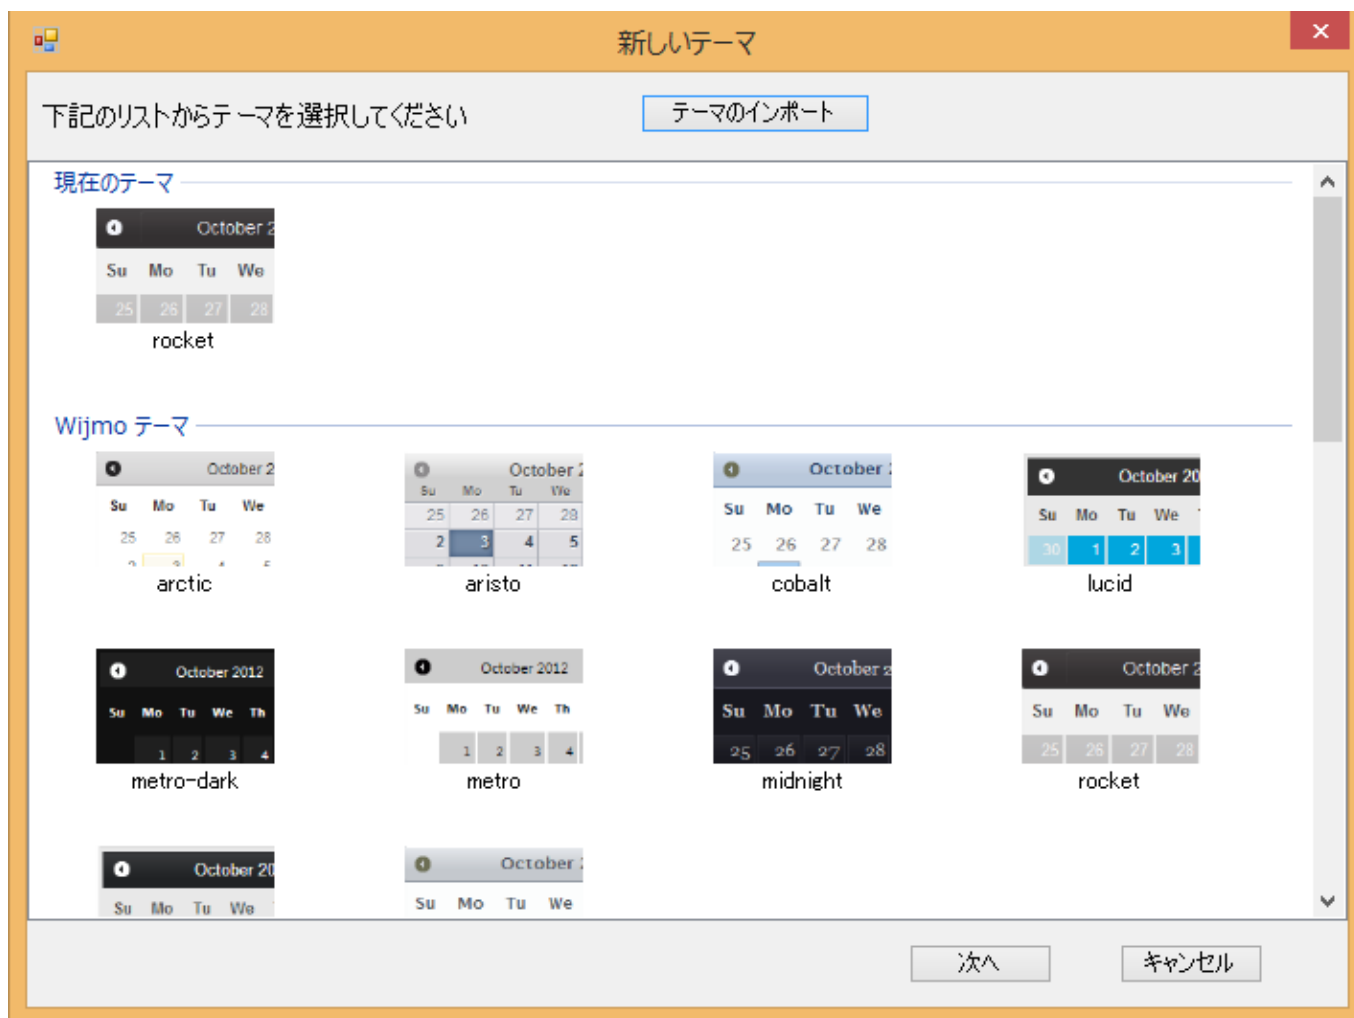 新しいテーマ
下記のリストからテーマを選択してください
テーマのインポート
現在のテーマ
October 2
Su Mo Tu We
25 26 27 28
rocket
Wijmo テーマ
October 2
Su Mo Tu We
25 26 27 28
arctic
October 2
Su Mo Tu We
25 26 27 28
2 3 4 5
aristo
October
Su Mo Tu We
25 26 27 28
cobalt
October 20
Su Mo Tu We
30 1 2 3
lucid
October 2012
Su Mo Tu We Th
1 2 3 4
metro-dark
October 2012
Su Mo Tu We Th
1 2 3 4
metro
October 2
Su Mo Tu We
25 26 27 28
midnight
October 2
Su Mo Tu We
25 26 27 28
rocket
October 20
Su Mo Tu We
October
Su Mo Tu We
次へ
キャンセル